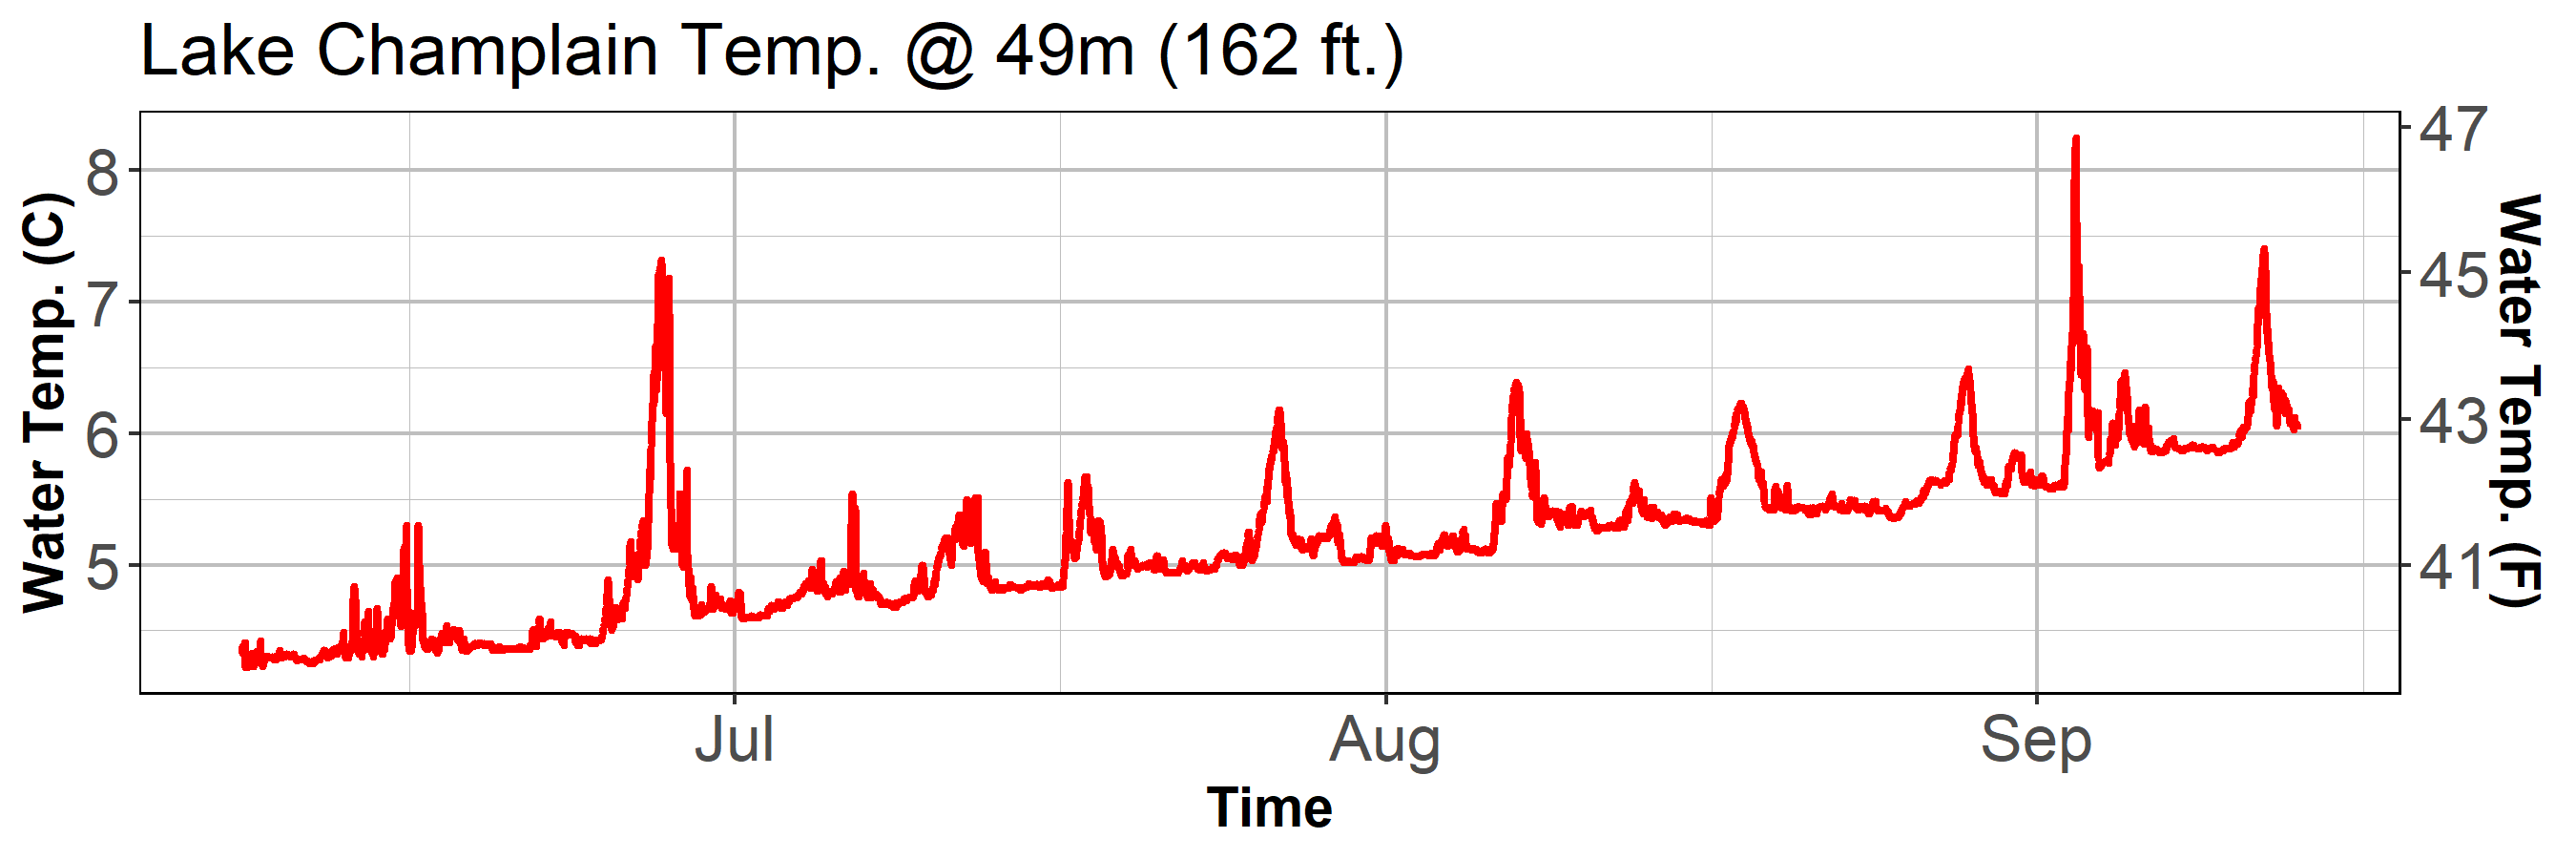 Lake Champlain Temp. @ 49m (162 ft.)
Water Temp. (C)
8
7
6
5
47
45
43
41
Water Temp. (F)
Jul
Aug
Sep
Time